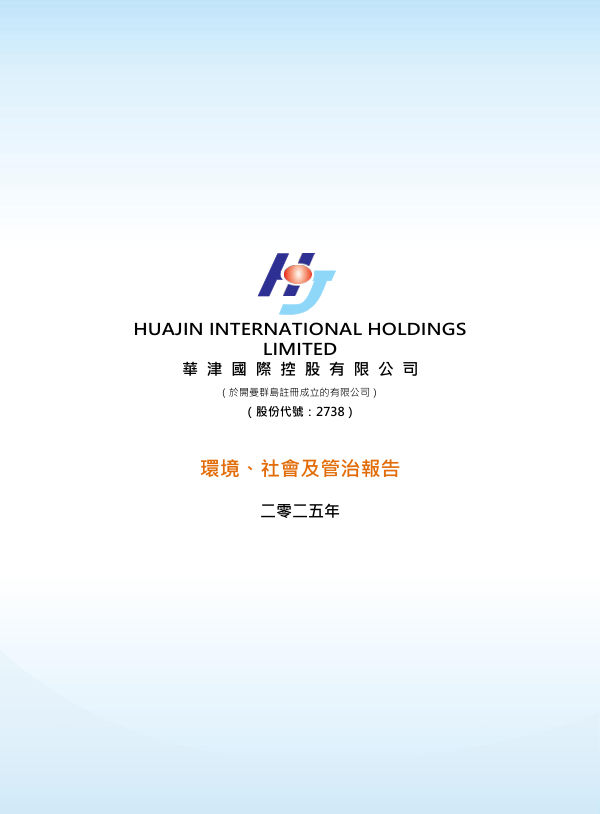 HJ
HUAJIN INTERNATIONAL HOLDINGS
LIMITED
華津國際控股有限公司
(於開曼群島註冊成立的有限公司)
(股份代號：2738)
環境、社會及管治報告
二零二五年